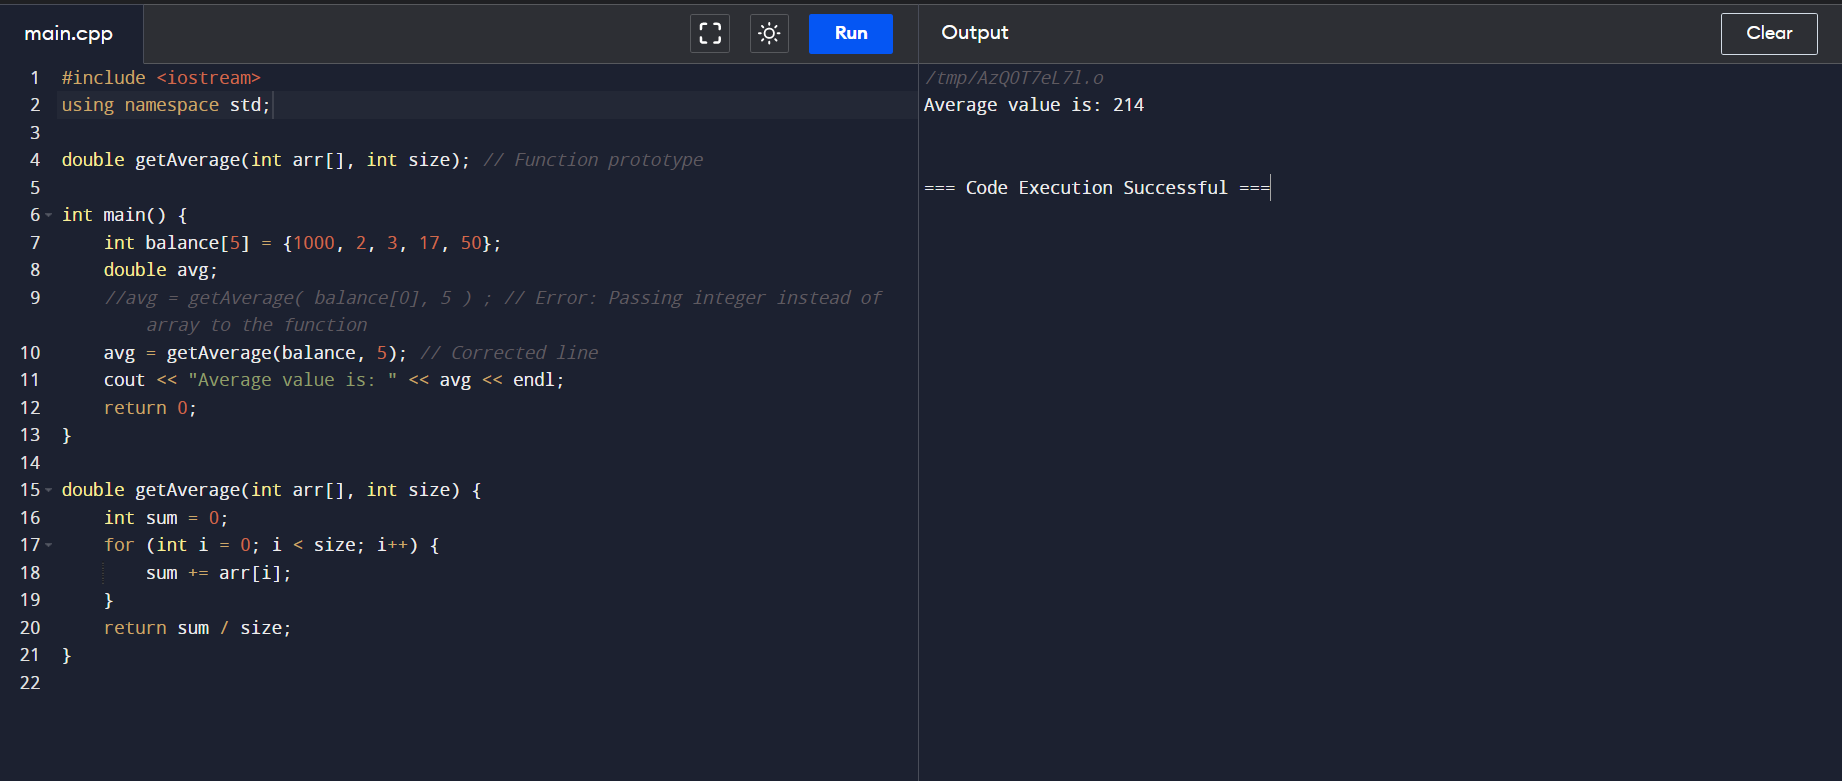 main.cpp
Run
Output
Clear
1 #include <iostream>
2 using namespace std;
3
4 double getAverage(int arr[], int size); // Function prototype
5
6 int main() {
7     int balance[5] = {1000, 2, 3, 17, 50};
8     double avg;
9     //avg = getAverage( balance[0], 5 ) ; // Error: Passing integer instead of
        array to the function
10     avg = getAverage(balance, 5); // Corrected line
11     cout << "Average value is: " << avg << endl;
12     return 0;
13 }
14
15 double getAverage(int arr[], int size) {
16     int sum = 0;
17     for (int i = 0; i < size; i++) {
18         sum += arr[i];
19     }
20     return sum / size;
21 }
22
/tmp/AzQOT7eL7l.o
Average value is: 214
=== Code Execution Successful ===